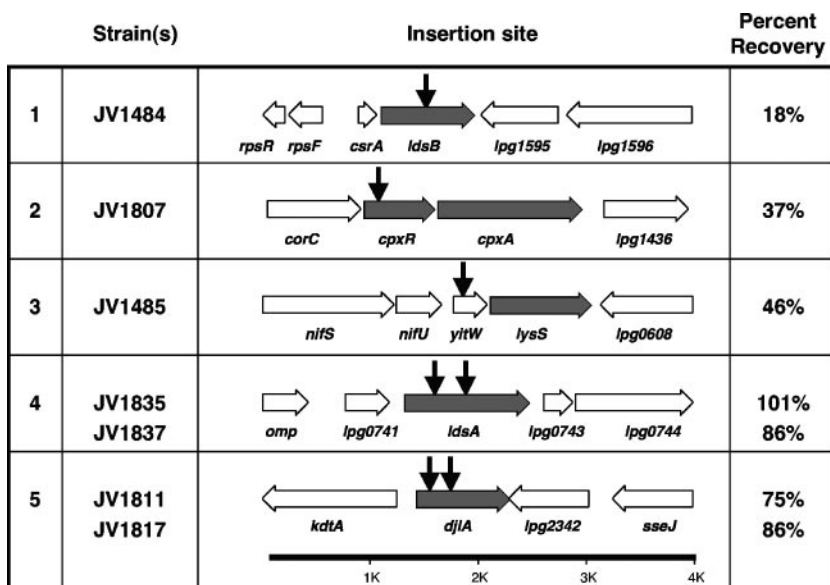 Strain(s) Insertion site Percent Recovery
1 JV1484 18%
rpsR rpsF csrA ldsB lpg1595 lpg1596
2 JV1807 37%
corC cpxR cpxA lpg1436
3 JV1485 46%
nifS nifU yitW lysS lpg0608
4 JV1835 101%
JV1837 86%
omp lpg0741 ldsA lpg0743 lpg0744
5 JV1811 75%
JV1817 86%
kdtA djlA lpg2342 sseJ
1K 2K 3K 4K